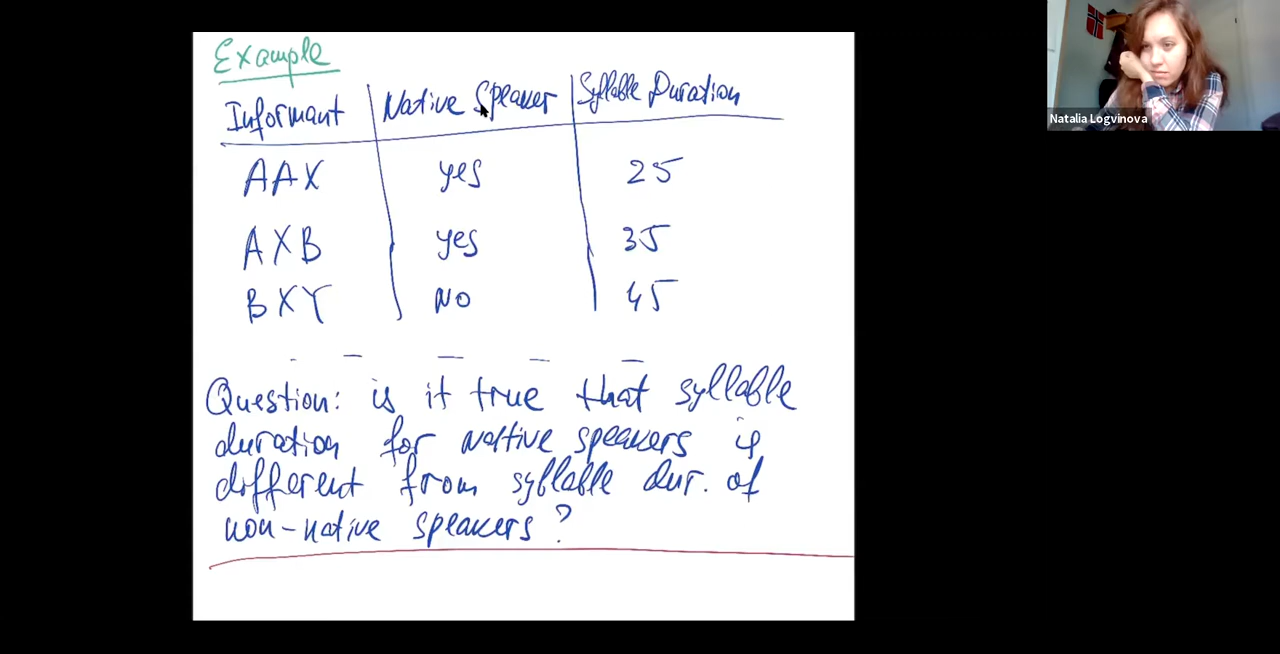 Example
Informant Native Speaker Syllable Duration
AAX yes 25
AXB yes 35
BXY NO 45
Question: is it true that syllable
duration for native speakers is
different from syllable dur. of
non-native speakers?
Natalia Logvinova